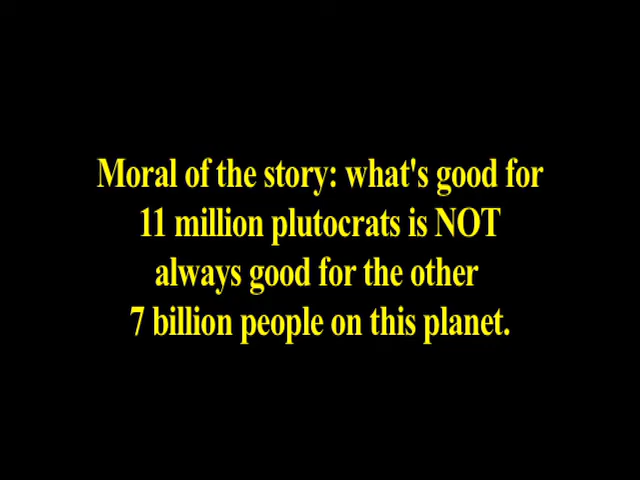 Moral of the story: what's good for
11 million plutocrats is NOT
always good for the other
7 billion people on this planet.